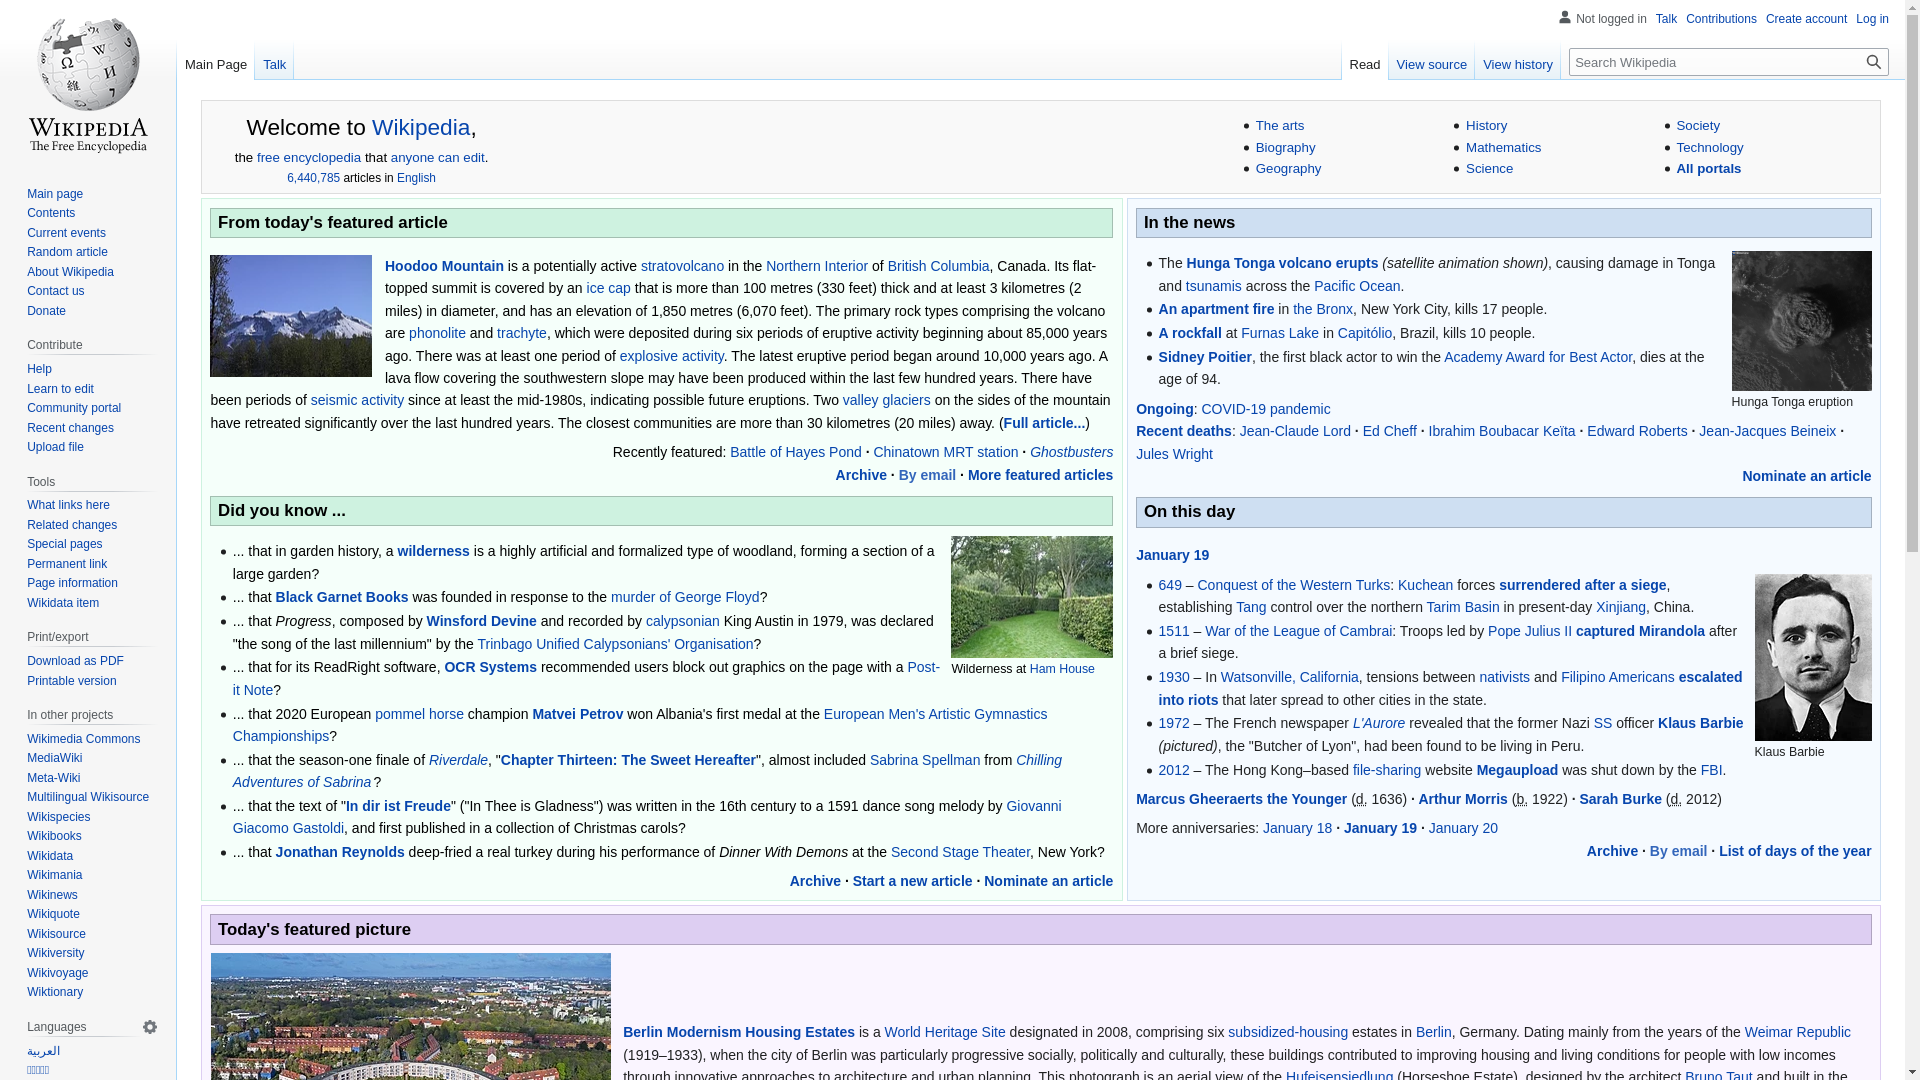 Not logged in Talk Contributions Create account Log in
Main Page Talk Read View source View history Search Wikipedia
WIKIPEDIA
The Free Encyclopedia
Main page
Contents
Current events
Random article
About Wikipedia
Contact us
Donate
Contribute
Help
Learn to edit
Community portal
Recent changes
Upload file
Tools
What links here
Related changes
Special pages
Permanent link
Page information
Wikidata item
Print/export
Download as PDF
Printable version
In other projects
Wikimedia Commons
MediaWiki
Meta-Wiki
Multilingual Wikisource
Wikispecies
Wikibooks
Wikidata
Wikimania
Wikinews
Wikiquote
Wikisource
Wikiversity
Wikivoyage
Wiktionary
Languages
العربية
Welcome to Wikipedia,
the free encyclopedia that anyone can edit.
6,440,785 articles in English
The arts
Biography
Geography
History
Mathematics
Science
Society
Technology
All portals
From today's featured article
Hoodoo Mountain is a potentially active stratovolcano in the Northern Interior of British Columbia, Canada. Its flat-
topped summit is covered by an ice cap that is more than 100 metres (330 feet) thick and at least 3 kilometres (2
miles) in diameter, and has an elevation of 1,850 metres (6,070 feet). The primary rock types comprising the volcano
are phonolite and trachyte, which were deposited during six periods of eruptive activity beginning about 85,000 years
ago. There was at least one period of explosive activity. The latest eruptive period began around 10,000 years ago. A
lava flow covering the southwestern slope may have been produced within the last few hundred years. There have
been periods of seismic activity since at least the mid-1980s, indicating possible future eruptions. Two valley glaciers on the sides of the mountain
have retreated significantly over the last hundred years. The closest communities are more than 30 kilometres (20 miles) away. (Full article...)
Recently featured: Battle of Hayes Pond · Chinatown MRT station · Ghostbusters
Archive · By email · More featured articles
Did you know ...
... that in garden history, a wilderness is a highly artificial and formalized type of woodland, forming a section of a
large garden?
... that Black Garnet Books was founded in response to the murder of George Floyd?
... that Progress, composed by Winsford Devine and recorded by calypsonian King Austin in 1979, was declared
"the song of the last millennium" by the Trinbago Unified Calypsonians' Organisation?
... that for its ReadRight software, OCR Systems recommended users block out graphics on the page with a Post-
it Note?
... that 2020 European pommel horse champion Matvei Petrov won Albania's first medal at the European Men's Artistic Gymnastics
Championships?
... that the season-one finale of Riverdale, "Chapter Thirteen: The Sweet Hereafter", almost included Sabrina Spellman from Chilling
Adventures of Sabrina?
... that the text of "In dir ist Freude" ("In Thee is Gladness") was written in the 16th century to a 1591 dance song melody by Giovanni
Giacomo Gastoldi, and first published in a collection of Christmas carols?
... that Jonathan Reynolds deep-fried a real turkey during his performance of Dinner With Demons at the Second Stage Theater, New York?
Wilderness at Ham House
Archive · Start a new article · Nominate an article
In the news
The Hunga Tonga volcano erupts (satellite animation shown), causing damage in Tonga
and tsunamis across the Pacific Ocean.
An apartment fire in the Bronx, New York City, kills 17 people.
A rockfall at Furnas Lake in Capitólio, Brazil, kills 10 people.
Sidney Poitier, the first black actor to win the Academy Award for Best Actor, dies at the
age of 94.
Hunga Tonga eruption
Ongoing: COVID-19 pandemic
Recent deaths: Jean-Claude Lord · Ed Cheff · Ibrahim Boubacar Keïta · Edward Roberts · Jean-Jacques Beineix ·
Jules Wright
Nominate an article
On this day
January 19
649 – Conquest of the Western Turks: Kuchean forces surrendered after a siege,
establishing Tang control over the northern Tarim Basin in present-day Xinjiang, China.
1511 – War of the League of Cambrai: Troops led by Pope Julius II captured Mirandola after
a brief siege.
1930 – In Watsonville, California, tensions between nativists and Filipino Americans escalated
into riots that later spread to other cities in the state.
1972 – The French newspaper L'Aurore revealed that the former Nazi SS officer Klaus Barbie
(pictured), the "Butcher of Lyon", had been found to be living in Peru.
2012 – The Hong Kong–based file-sharing website Megaupload was shut down by the FBI.
Klaus Barbie
Marcus Gheeraerts the Younger (d. 1636) · Arthur Morris (b. 1922) · Sarah Burke (d. 2012)
More anniversaries: January 18 · January 19 · January 20
Archive · By email · List of days of the year
Today's featured picture
Berlin Modernism Housing Estates is a World Heritage Site designated in 2008, comprising six subsidized-housing estates in Berlin, Germany. Dating mainly from the years of the Weimar Republic
(1919–1933), when the city of Berlin was particularly progressive socially, politically and culturally, these buildings contributed to improving housing and living conditions for people with low incomes
through innovative approaches to architecture and urban planning. This photograph is an aerial view of the Hufeisensiedlung (Horseshoe Estate), designed by the architect Bruno Taut and built in the